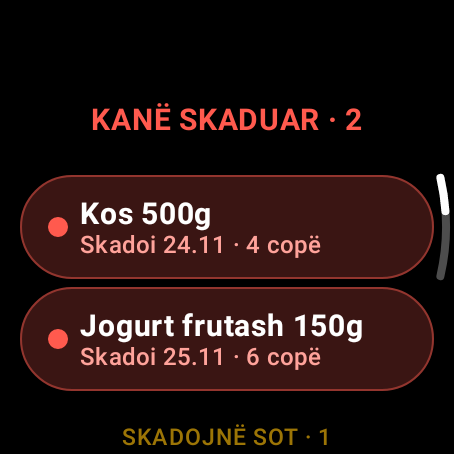 KANË SKADUAR · 2
Kos 500g
Skadoi 24.11 · 4 copë
Jogurt frutash 150g
Skadoi 25.11 · 6 copë
SKADOJNË SOT · 1